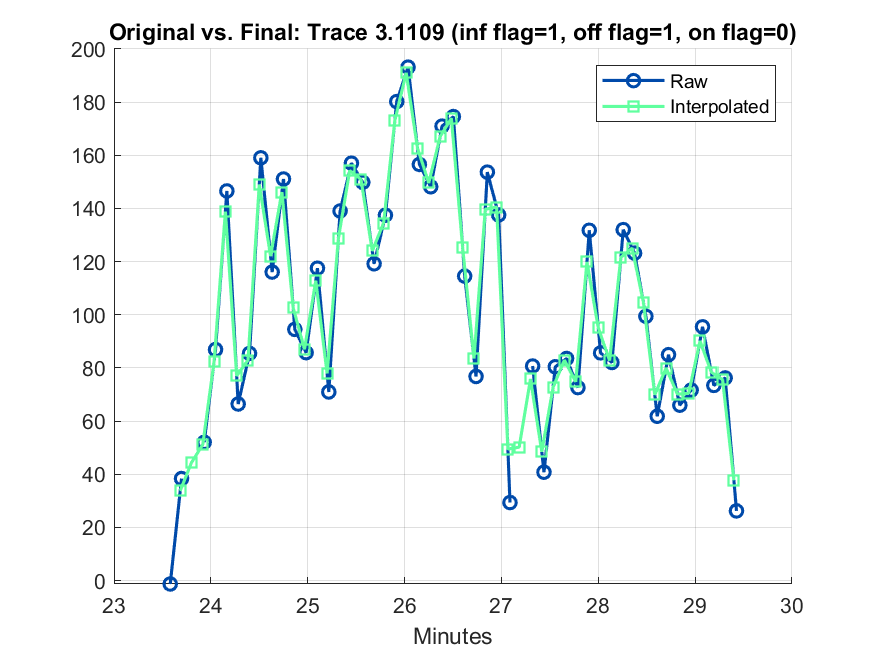 Original vs. Final: Trace 3.1109 (inf flag=1, off flag=1, on flag=0)
200
180
160
140
120
100
80
60
40
20
0
Raw
Interpolated
23 24 25 26 27 28 29 30
Minutes